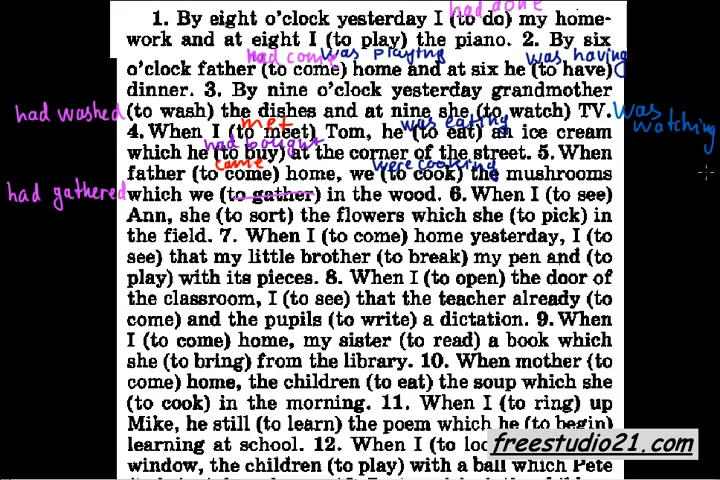 had done
1. By eight o'clock yesterday I (to do) my home-
work and at eight I (to play) the piano. 2. By six
had come was playing was having
o'clock father (to come) home and at six he (to have)
dinner. 3. By nine o'clock yesterday grandmother
had washed (to wash) the dishes and at nine she (to watch) TV. was watching
met was eating
4. When I (to meet) Tom, he (to eat) an ice cream
had bought
which he (to buy) at the corner of the street. 5. When
came were cooking
father (to come) home, we (to cook) the mushrooms
had gathered which we (to gather) in the wood. 6. When I (to see)
Ann, she (to sort) the flowers which she (to pick) in
the field. 7. When I (to come) home yesterday, I (to
see) that my little brother (to break) my pen and (to
play) with its pieces. 8. When I (to open) the door of
the classroom, I (to see) that the teacher already (to
come) and the pupils (to write) a dictation. 9. When
I (to come) home, my sister (to read) a book which
she (to bring) from the library. 10. When mother (to
come) home, the children (to eat) the soup which she
(to cook) in the morning. 11. When I (to ring) up
Mike, he still (to learn) the poem which he (to begin)
learning at school. 12. When I (to
freestudio21.com
window, the children (to play) with a ball which Pete